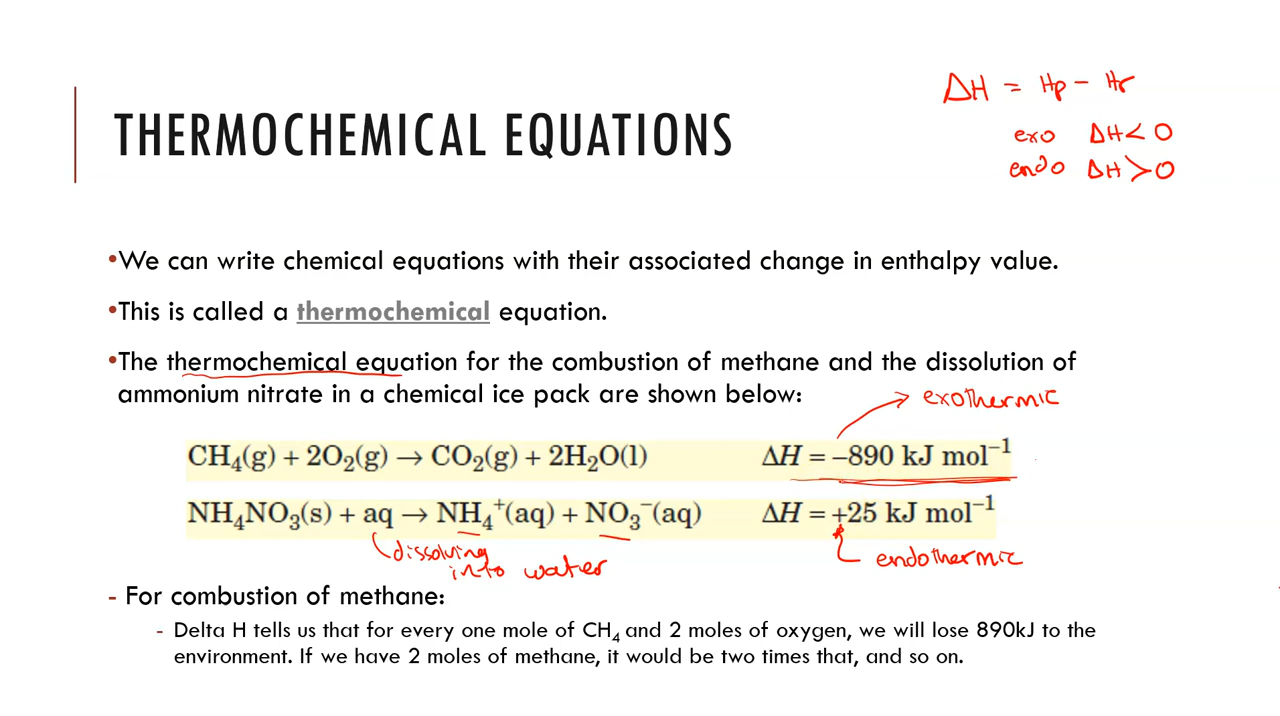 ΔH = Hp - Hr
THERMOCHEMICAL EQUATIONS
exo ΔH < 0
endo ΔH > 0
•We can write chemical equations with their associated change in enthalpy value.
•This is called a thermochemical equation.
•The thermochemical equation for the combustion of methane and the dissolution of
ammonium nitrate in a chemical ice pack are shown below:
exothermic
CH₄(g) + 2O₂(g) → CO₂(g) + 2H₂O(l) ΔH = −890 kJ mol⁻¹
NH₄NO₃(s) + aq → NH₄⁺(aq) + NO₃⁻(aq) ΔH = +25 kJ mol⁻¹
dissolving
into water
endothermic
- For combustion of methane:
- Delta H tells us that for every one mole of CH₄ and 2 moles of oxygen, we will lose 890kJ to the
environment. If we have 2 moles of methane, it would be two times that, and so on.